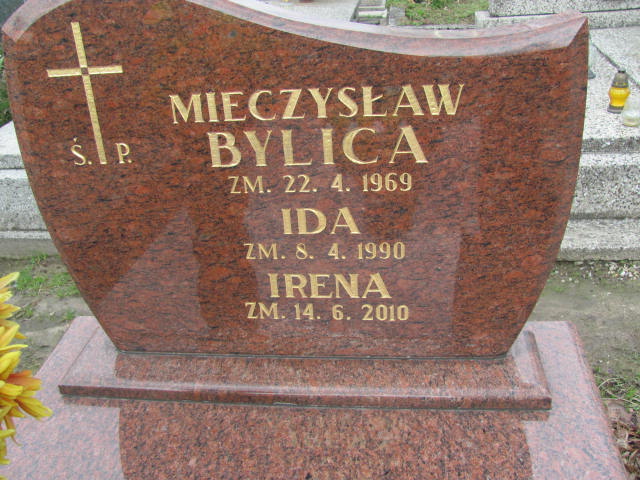 Ś. P.
MIECZYSŁAW
BYLICA
ZM. 22. 4. 1969
IDA
ZM. 8. 4. 1990
IRENA
ZM. 14. 6. 2010